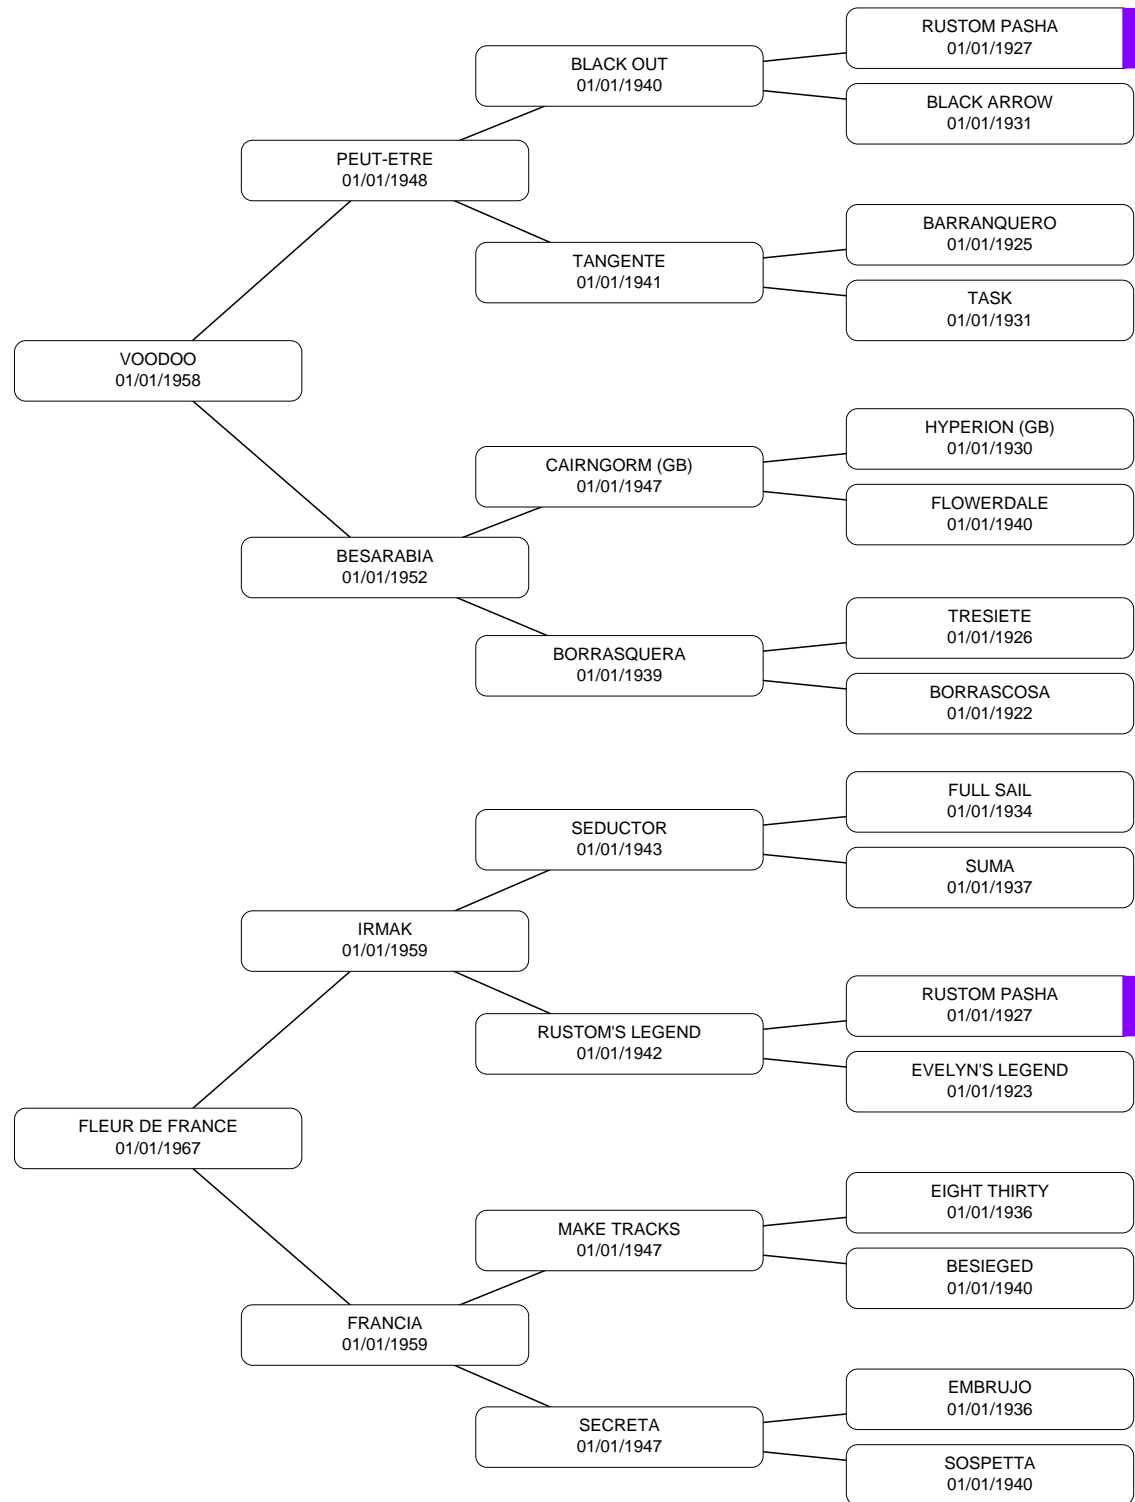 RUSTOM PASHA
01/01/1927
BLACK OUT
01/01/1940
BLACK ARROW
01/01/1931
PEUT-ETRE
01/01/1948
BARRANQUERO
01/01/1925
TANGENTE
01/01/1941
TASK
01/01/1931
VOODOO
01/01/1958
HYPERION (GB)
01/01/1930
CAIRNGORM (GB)
01/01/1947
FLOWERDALE
01/01/1940
BESARABIA
01/01/1952
TRESIETE
01/01/1926
BORRASQUERA
01/01/1939
BORRASCOSA
01/01/1922
FULL SAIL
01/01/1934
SEDUCTOR
01/01/1943
SUMA
01/01/1937
IRMAK
01/01/1959
RUSTOM PASHA
01/01/1927
RUSTOM'S LEGEND
01/01/1942
EVELYN'S LEGEND
01/01/1923
FLEUR DE FRANCE
01/01/1967
EIGHT THIRTY
01/01/1936
MAKE TRACKS
01/01/1947
BESIEGED
01/01/1940
FRANCIA
01/01/1959
EMBRUJO
01/01/1936
SECRETA
01/01/1947
SOSPETTA
01/01/1940